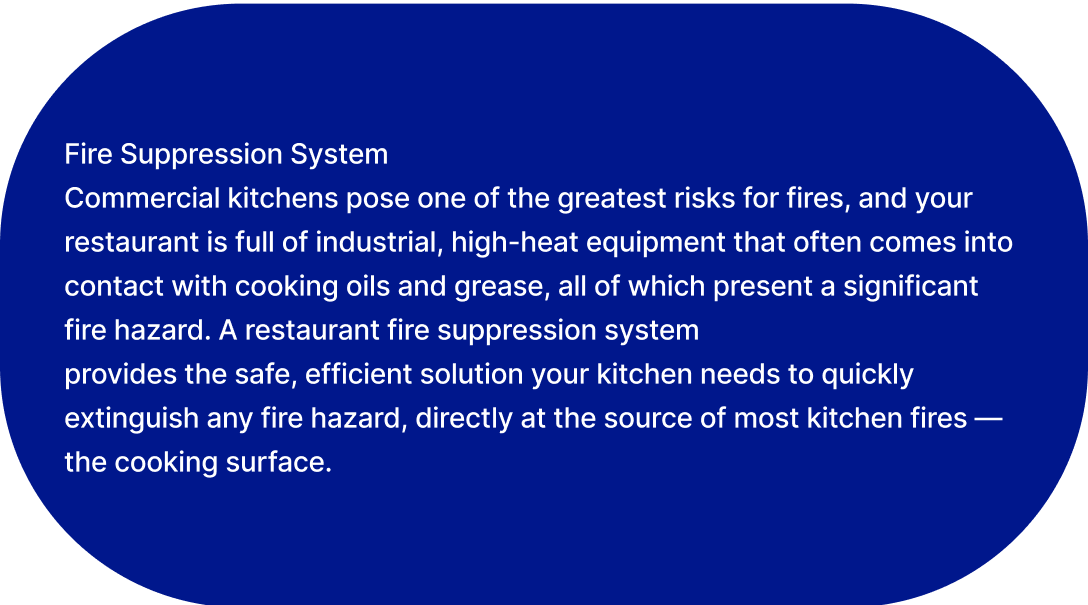 Fire Suppression System
Commercial kitchens pose one of the greatest risks for fires, and your
restaurant is full of industrial, high-heat equipment that often comes into
contact with cooking oils and grease, all of which present a significant
fire hazard. A restaurant fire suppression system
provides the safe, efficient solution your kitchen needs to quickly
extinguish any fire hazard, directly at the source of most kitchen fires —
the cooking surface.